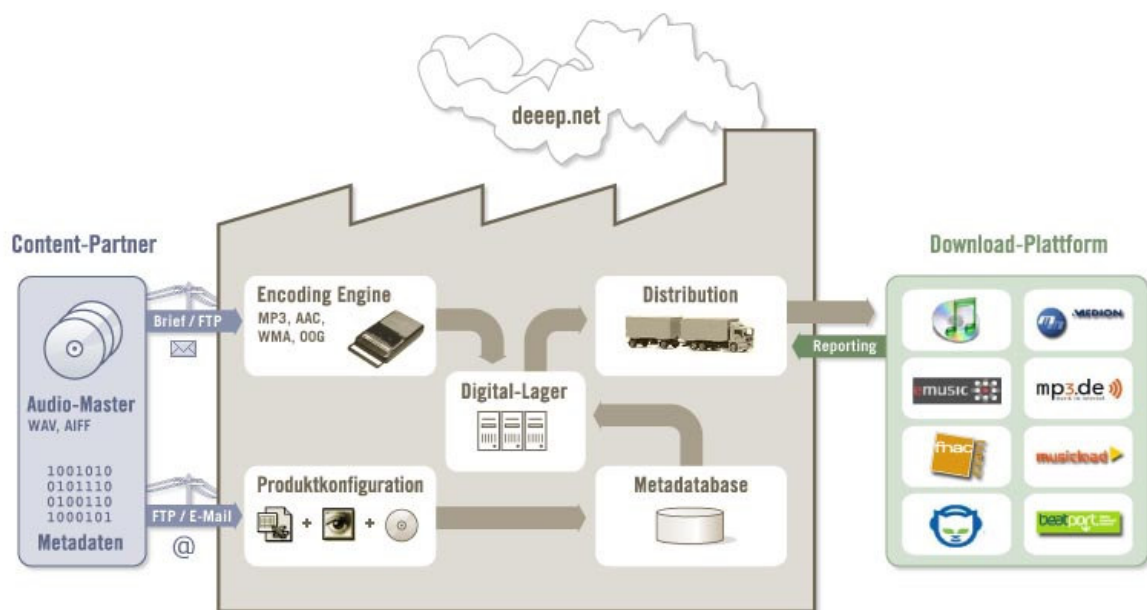 deeep.net
Content-Partner
Audio-Master
WAV, AIFF
1001010
0101110
0100110
1000101
Metadaten
Brief / FTP
FTP / E-Mail
@
Encoding Engine
MP3, AAC,
WMA, OOG
Produktkonfiguration
+ +
Digital-Lager
Distribution
Metadatabase
Reporting
Download-Plattform
MEDION
emusic
mp3.de
fnac
musicload
beatport